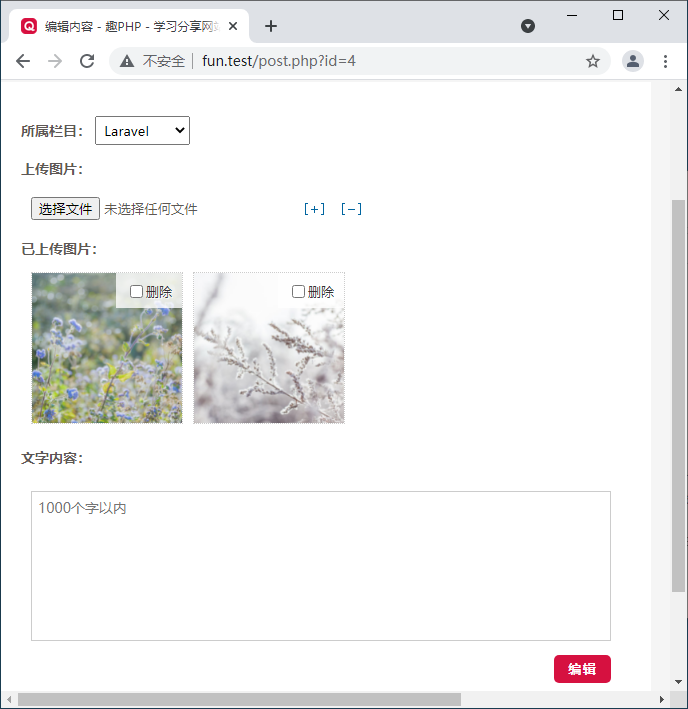 编辑内容 - 趣PHP - 学习分享网
不安全 | fun.test/post.php?id=4
所属栏目: Laravel
上传图片:
选择文件 未选择任何文件 [+] [-]
已上传图片:
删除 删除
文字内容:
1000个字以内
编辑